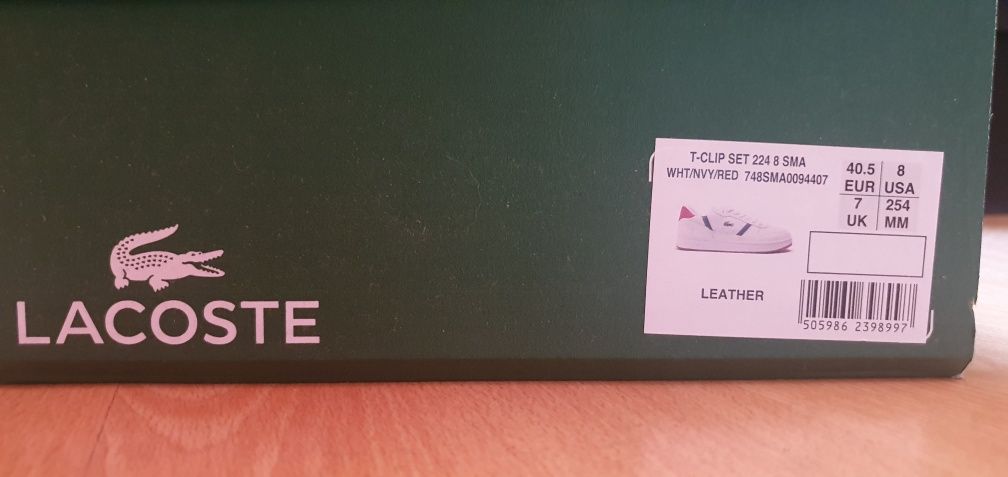 LACOSTE
T-CLIP SET 224 8 SMA
WHT/NVY/RED 748SMA0094407
40.5 8
EUR USA
7 254
UK MM
LEATHER
505986 2398997